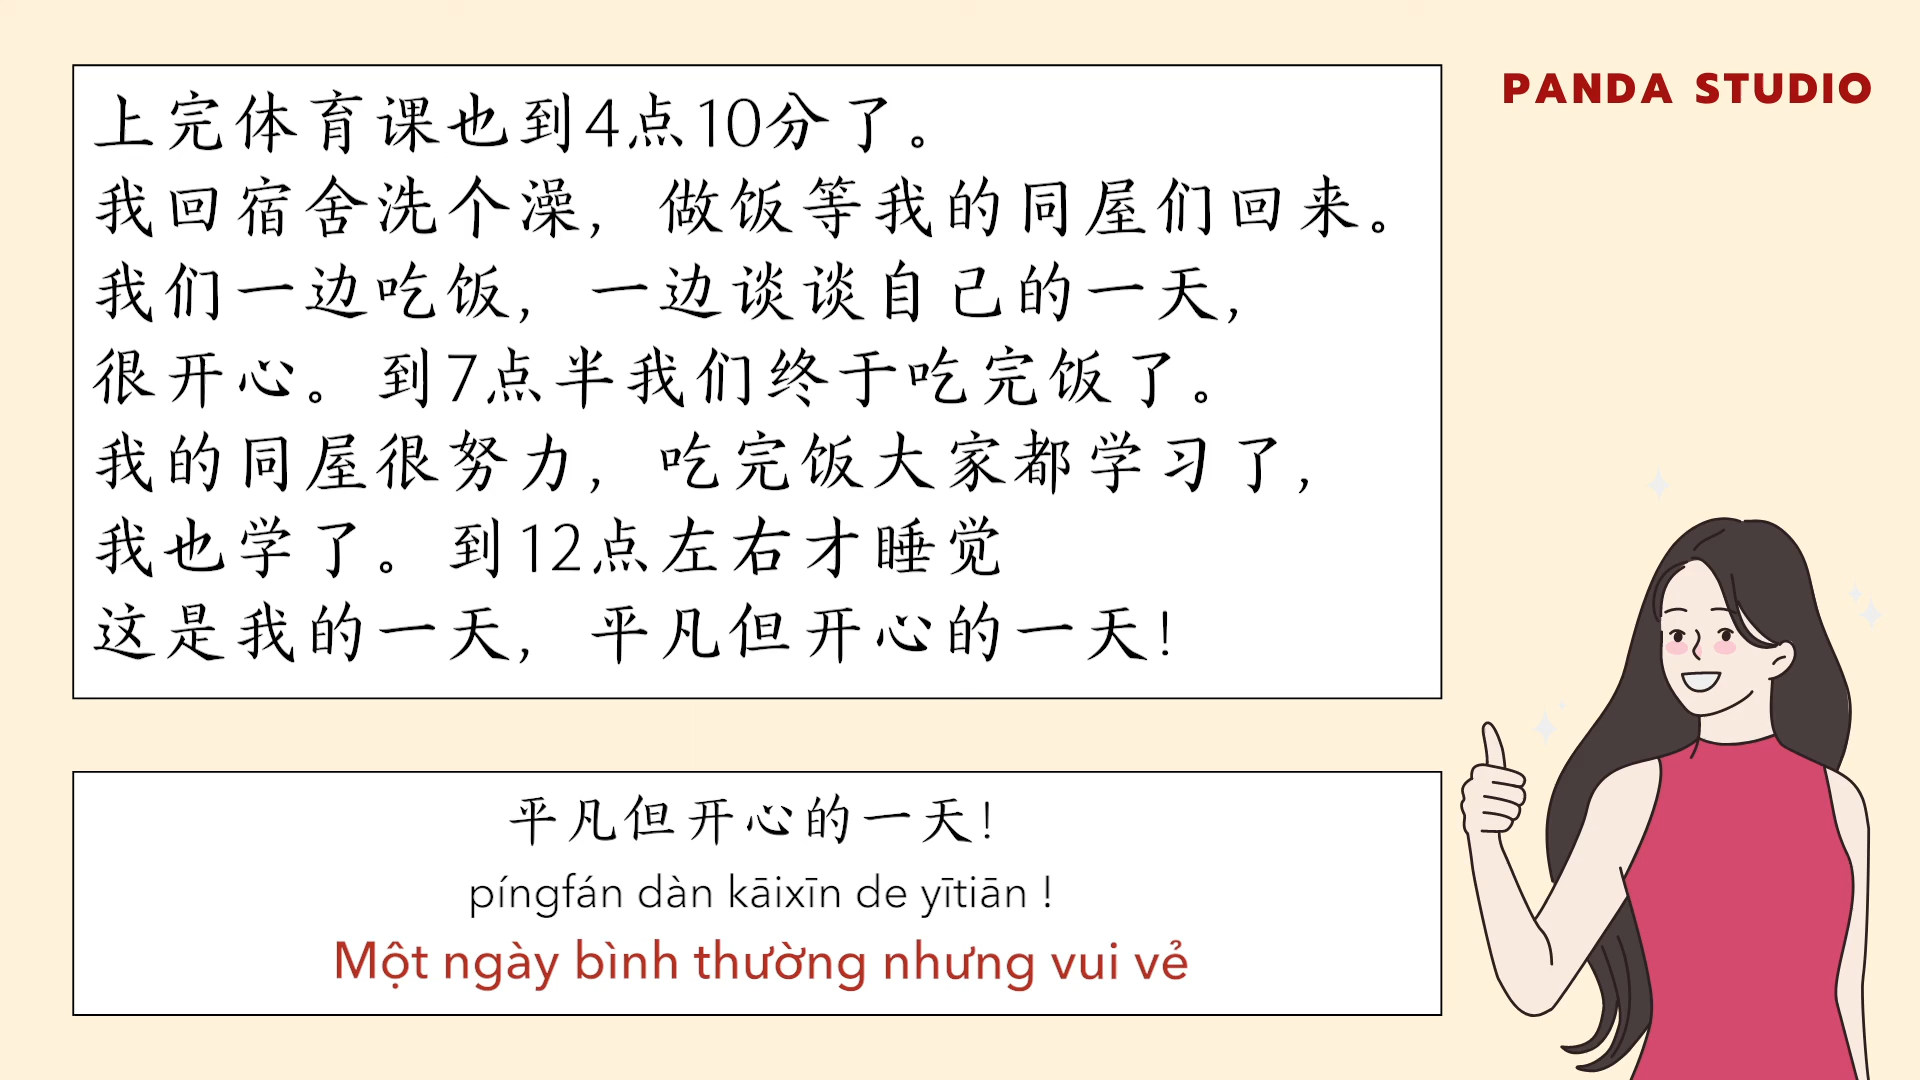 上完体育课也到4点10分了。
我回宿舍洗个澡，做饭等我的同屋们回来。
我们一边吃饭，一边谈谈自己的一天，
很开心。到7点半我们终于吃完饭了。
我的同屋很努力，吃完饭大家都学习了，
我也学了。到12点左右才睡觉
这是我的一天，平凡但开心的一天！
PANDA STUDIO
平凡但开心的一天！
píngfán dàn kāixīn de yītiān !
Một ngày bình thường nhưng vui vẻ